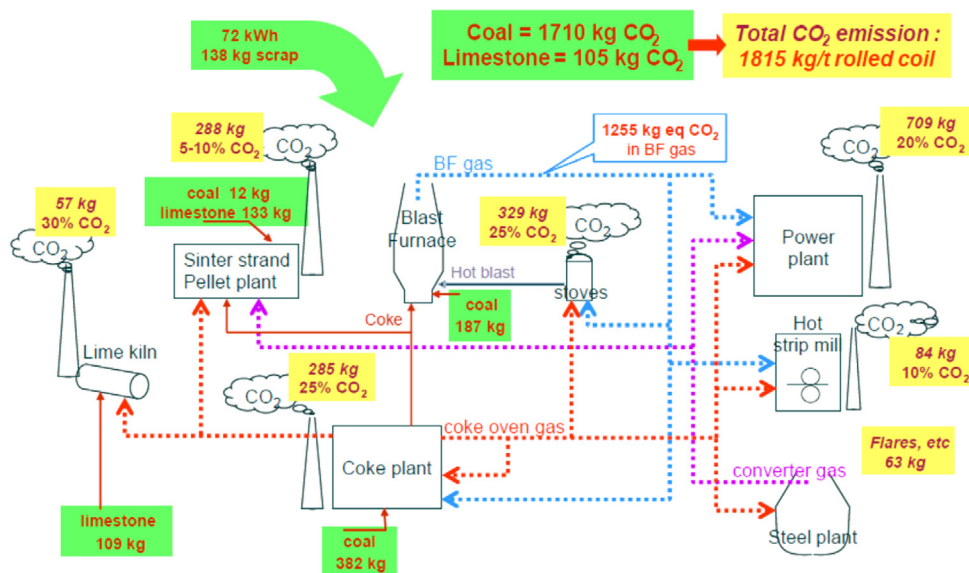 72 kWh
138 kg scrap
Coal = 1710 kg CO₂
Limestone = 105 kg CO₂
Total CO₂ emission :
1815 kg/t rolled coil
288 kg
5-10% CO₂
CO₂
1255 kg eq CO₂
in BF gas
709 kg
20% CO₂
CO₂
BF gas
57 kg
30% CO₂
CO₂
coal 12 kg
limestone 133 kg
Blast
Furnace
329 kg
25% CO₂
CO₂
Sinter strand
Pellet plant
Power
plant
Hot blast
stoves
coal
187 kg
Coke
Hot
strip mill
CO₂
Lime kiln
285 kg
25% CO₂
CO₂
84 kg
10% CO₂
coke oven gas
Flares, etc
63 kg
Coke plant
converter gas
limestone
109 kg
coal
382 kg
Steel plant